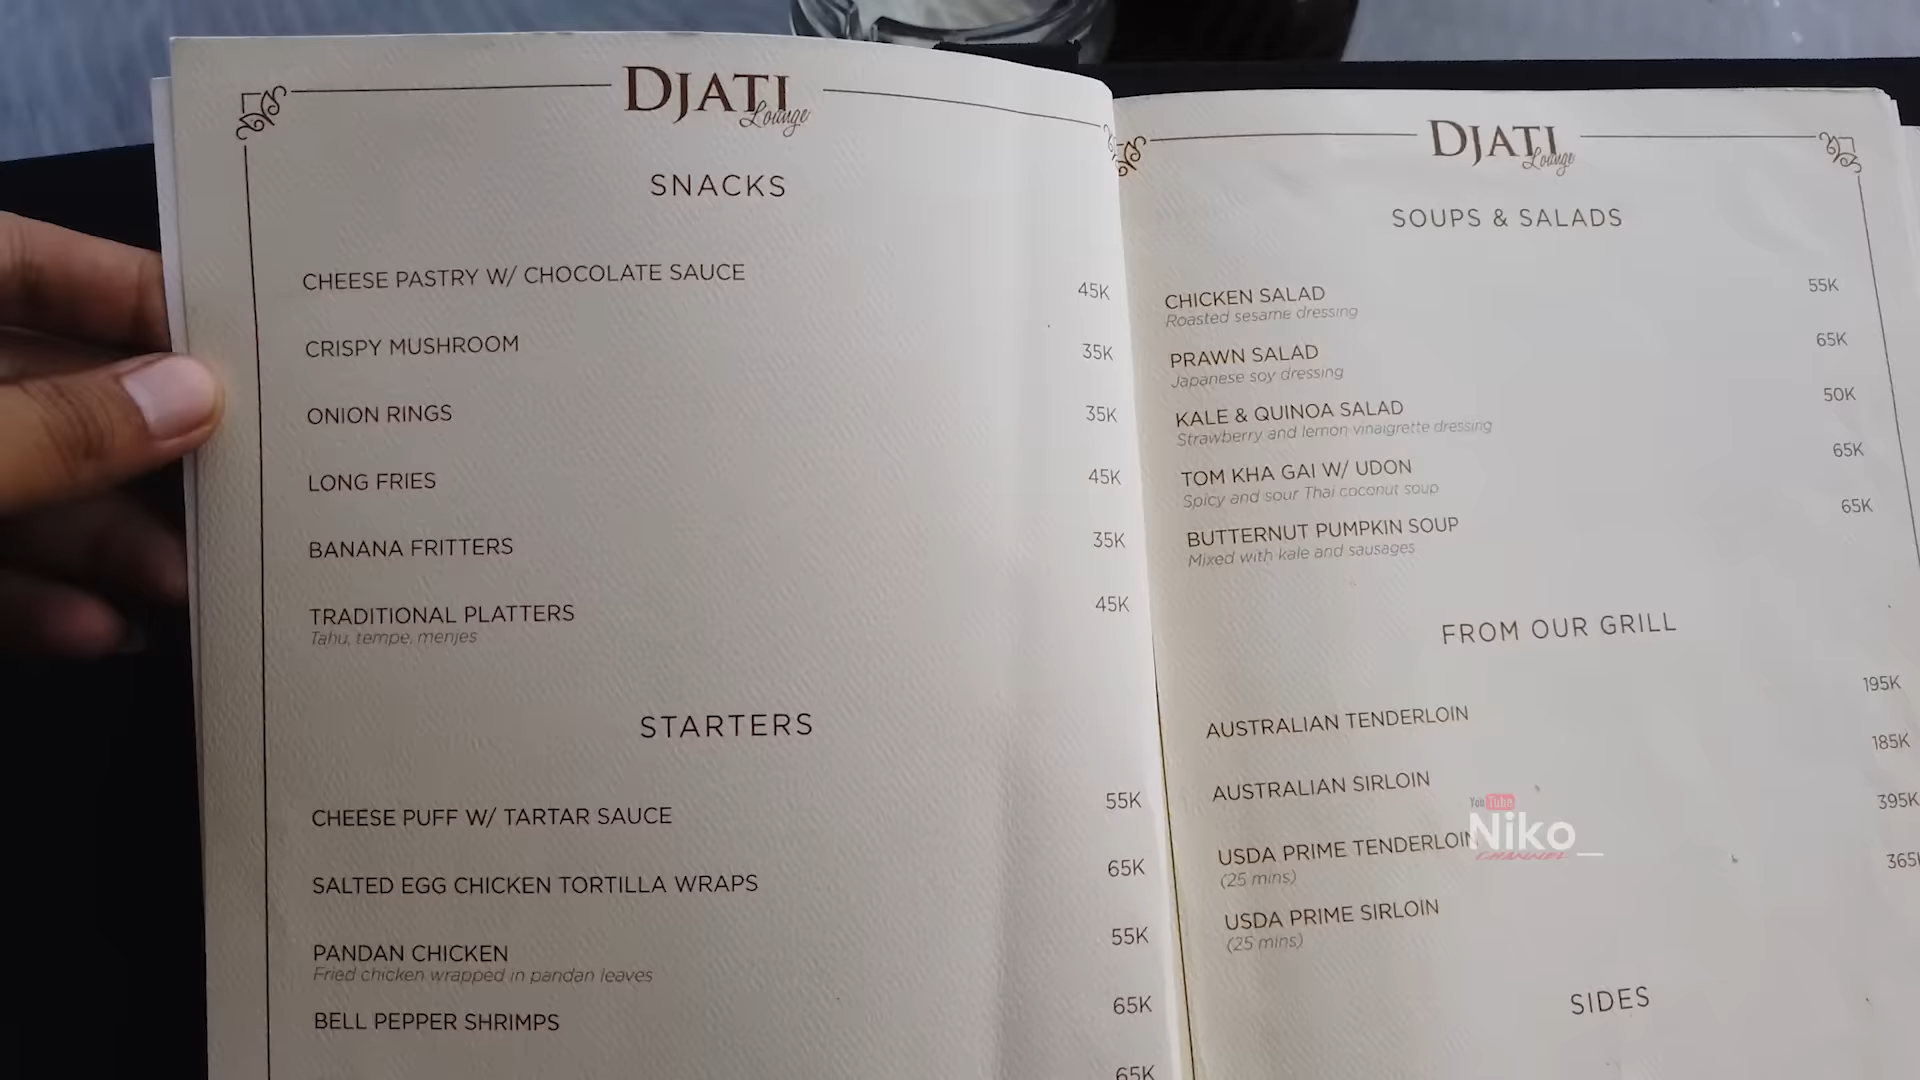 DJATI
Lounge
SNACKS
CHEESE PASTRY W/ CHOCOLATE SAUCE 45K
CRISPY MUSHROOM 35K
ONION RINGS 35K
LONG FRIES 45K
BANANA FRITTERS 35K
TRADITIONAL PLATTERS 45K
Tahu, tempe, menjes
STARTERS
CHEESE PUFF W/ TARTAR SAUCE 55K
SALTED EGG CHICKEN TORTILLA WRAPS 65K
PANDAN CHICKEN 55K
Fried chicken wrapped in pandan leaves
BELL PEPPER SHRIMPS 65K
65K
DJATI
Lounge
SOUPS & SALADS
CHICKEN SALAD 55K
Roasted sesame dressing
PRAWN SALAD 65K
Japanese soy dressing
KALE & QUINOA SALAD 50K
Strawberry and lemon vinaigrette dressing
TOM KHA GAI W/ UDON 65K
Spicy and sour Thai coconut soup
BUTTERNUT PUMPKIN SOUP 65K
Mixed with kale and sausages
FROM OUR GRILL
AUSTRALIAN TENDERLOIN 195K
AUSTRALIAN SIRLOIN 185K
USDA PRIME TENDERLOIN 395K
(25 mins)
USDA PRIME SIRLOIN 365K
(25 mins)
SIDES
YouTube
Niko
CHANNEL